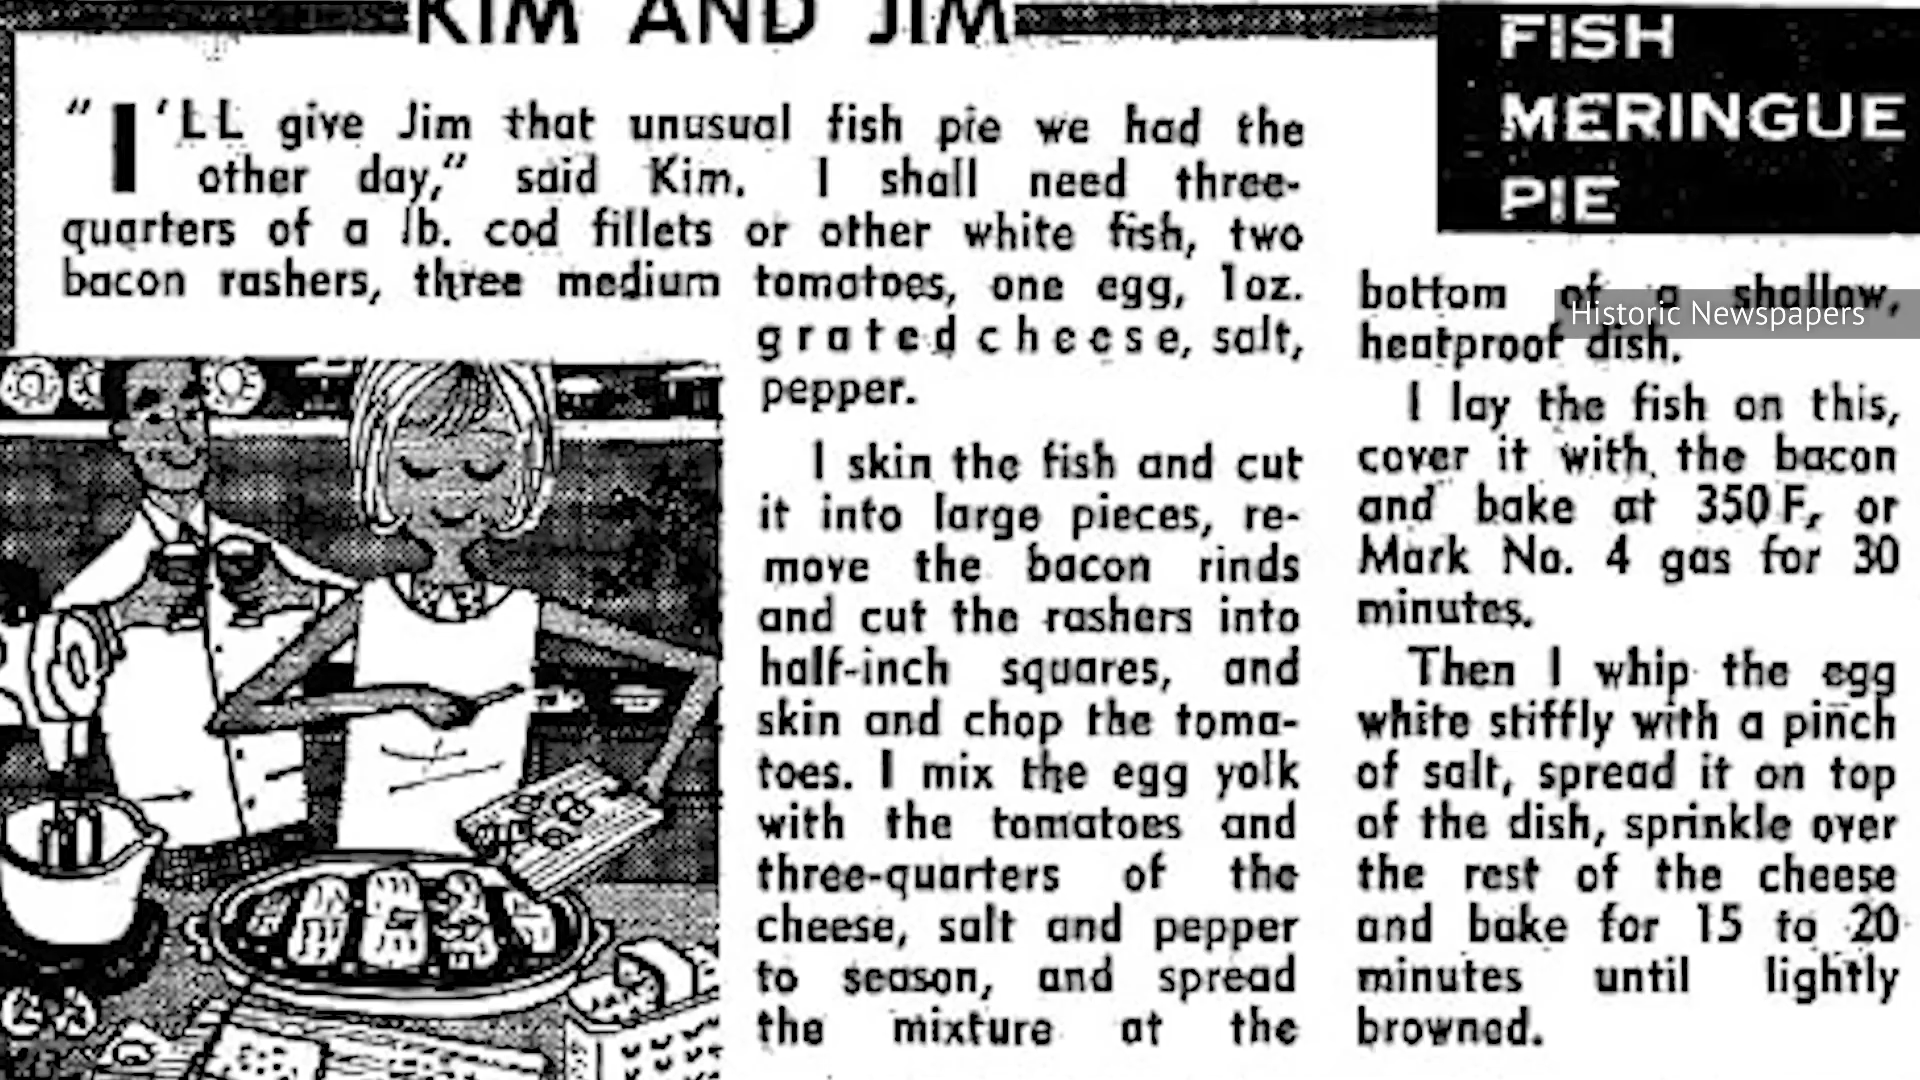 KIM AND JIM
FISH
MERINGUE
PIE
"I'LL give Jim that unusual fish pie we had the
other day," said Kim. I shall need three-
quarters of a lb. cod fillets or other white fish, two
bacon rashers, three medium tomatoes, one egg, 1oz.
grated cheese, salt,
pepper.
I skin the fish and cut
it into large pieces, re-
move the bacon rinds
and cut the rashers into
half-inch squares, and
skin and chop the toma-
toes. I mix the egg yolk
with the tomatoes and
three-quarters of the
cheese, salt and pepper
to season, and spread
the mixture at the
bottom of a shallow,
heatproof dish.
I lay the fish on this,
cover it with the bacon
and bake at 350 F, or
Mark No. 4 gas for 30
minutes.
Then I whip the egg
white stiffly with a pinch
of salt, spread it on top
of the dish, sprinkle over
the rest of the cheese
and bake for 15 to 20
minutes until lightly
browned.
Historic Newspapers